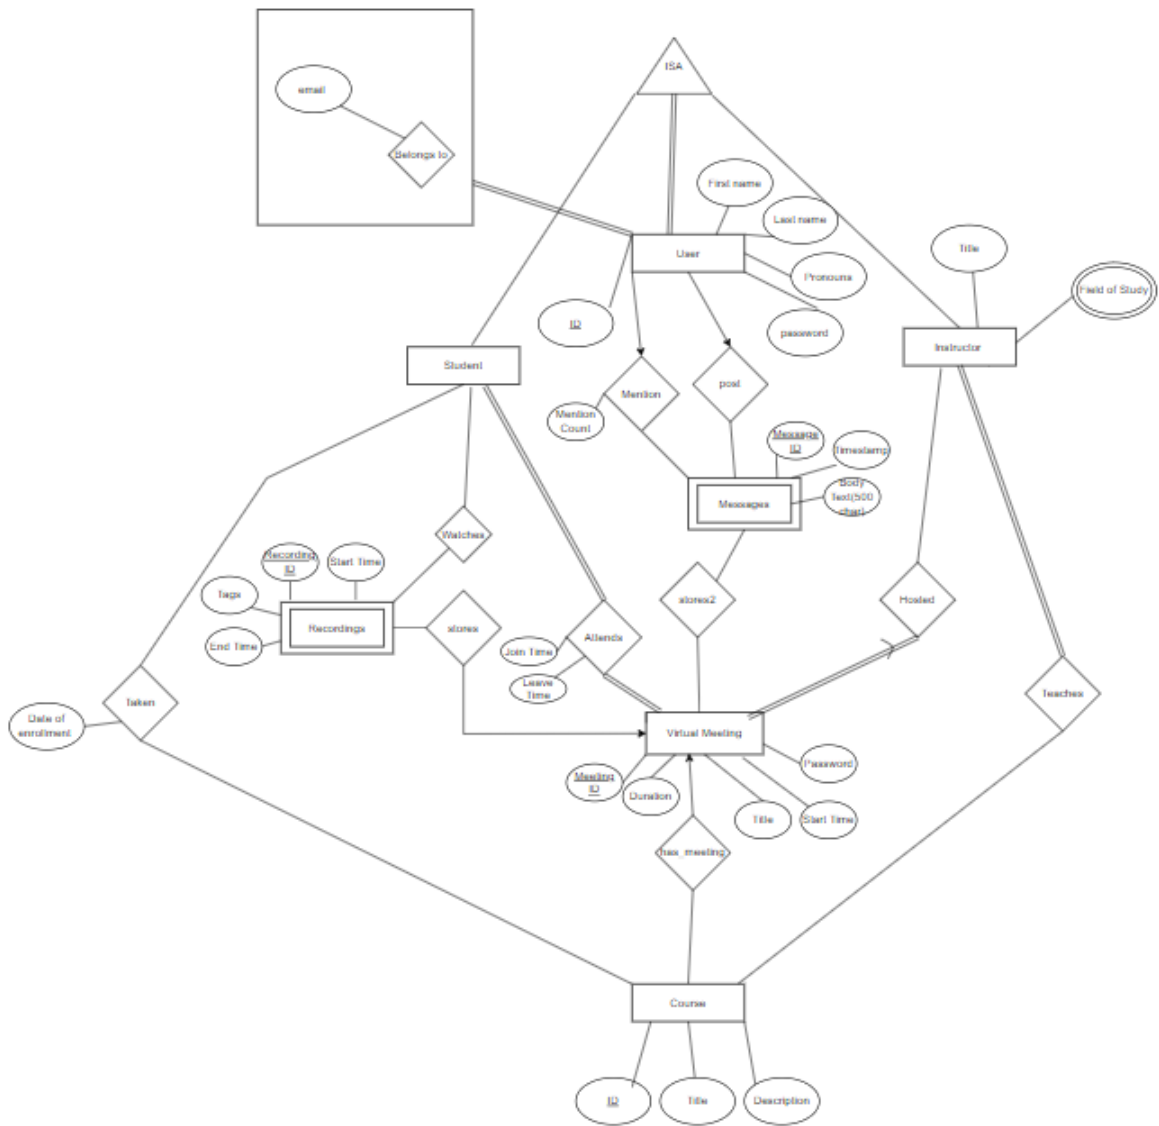 ISA
email
Belongs to
First name
Last name
User
Pronouns
ID
password
Title
Field of Study
Instructor
Student
Mention
post
Mention
Count
Message
ID
Timestamp
Body
Text(500
char)
Messages
Watches
Recording
ID
Start Time
Tags
Recordings
End Time
stores
stores2
Hosted
Attends
Join Time
Leave
Time
Taken
Date of
enrollment
Teaches
Virtual Meeting
Password
Meeting
ID
Duration
Title
Start Time
has_meeting
Course
ID
Title
Description